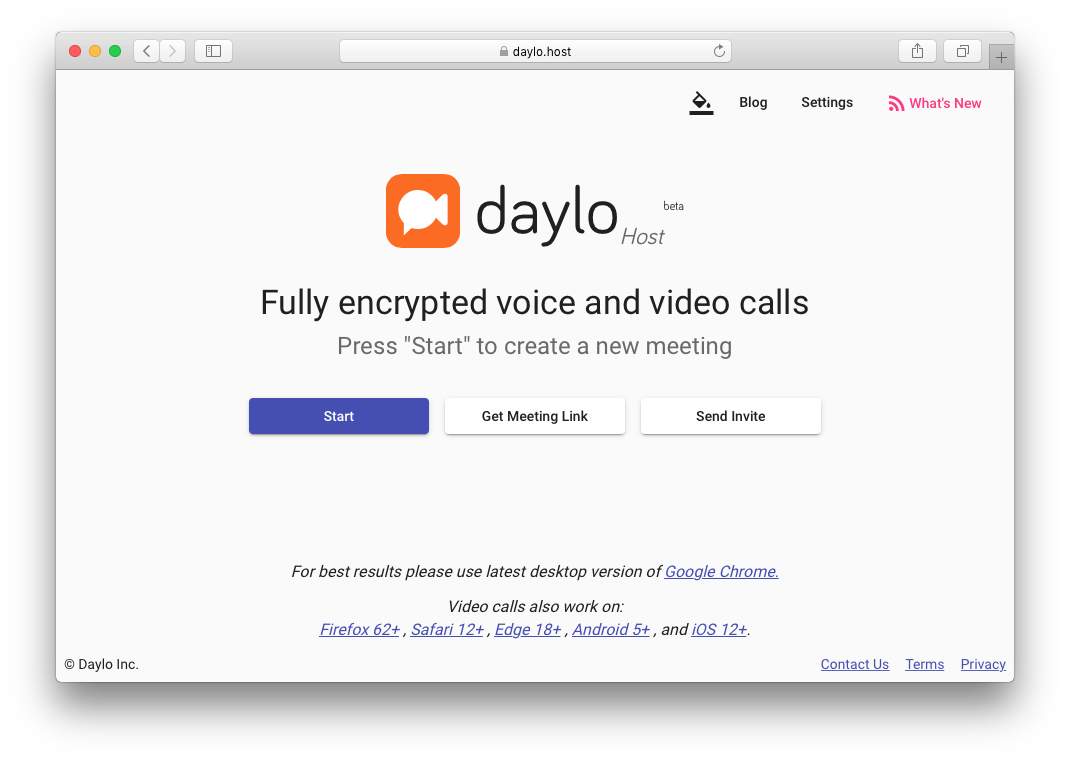 daylo.host
Blog Settings What's New
daylo Host beta
Fully encrypted voice and video calls
Press "Start" to create a new meeting
Start Get Meeting Link Send Invite
For best results please use latest desktop version of Google Chrome.
Video calls also work on:
Firefox 62+ , Safari 12+ , Edge 18+ , Android 5+ , and iOS 12+.
© Daylo Inc. Contact Us Terms Privacy